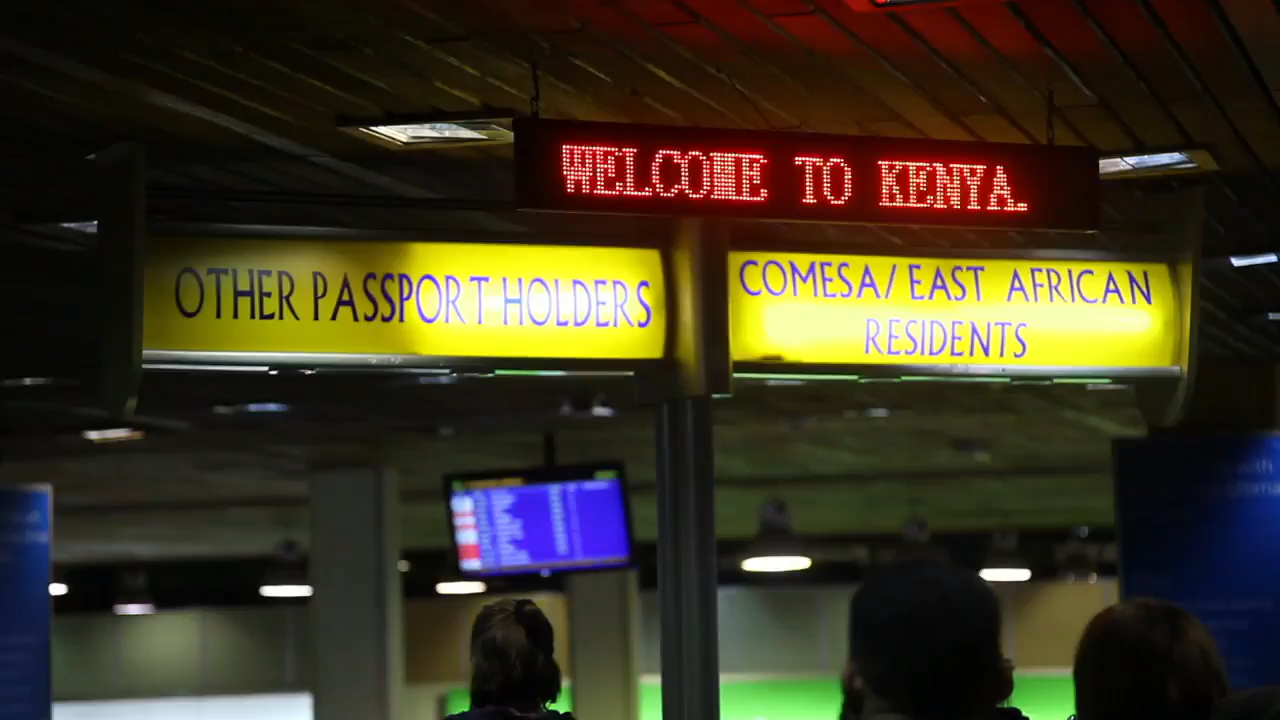 WELCOME TO KENYA.
OTHER PASSPORT HOLDERS
COMESA/ EAST AFRICAN
RESIDENTS